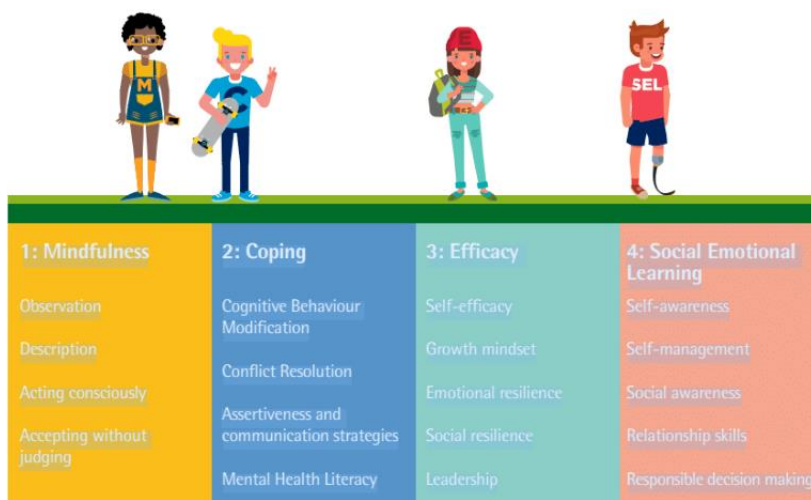 M
C
E
SEL
1: Mindfulness
Observation
Description
Acting consciously
Accepting without
judging
2: Coping
Cognitive Behaviour
Modification
Conflict Resolution
Assertiveness and
communication strategies
Mental Health Literacy
3: Efficacy
Self-efficacy
Growth mindset
Emotional resilience
Social resilience
Leadership
4: Social Emotional
Learning
Self-awareness
Self-management
Social awareness
Relationship skills
Responsible decision making